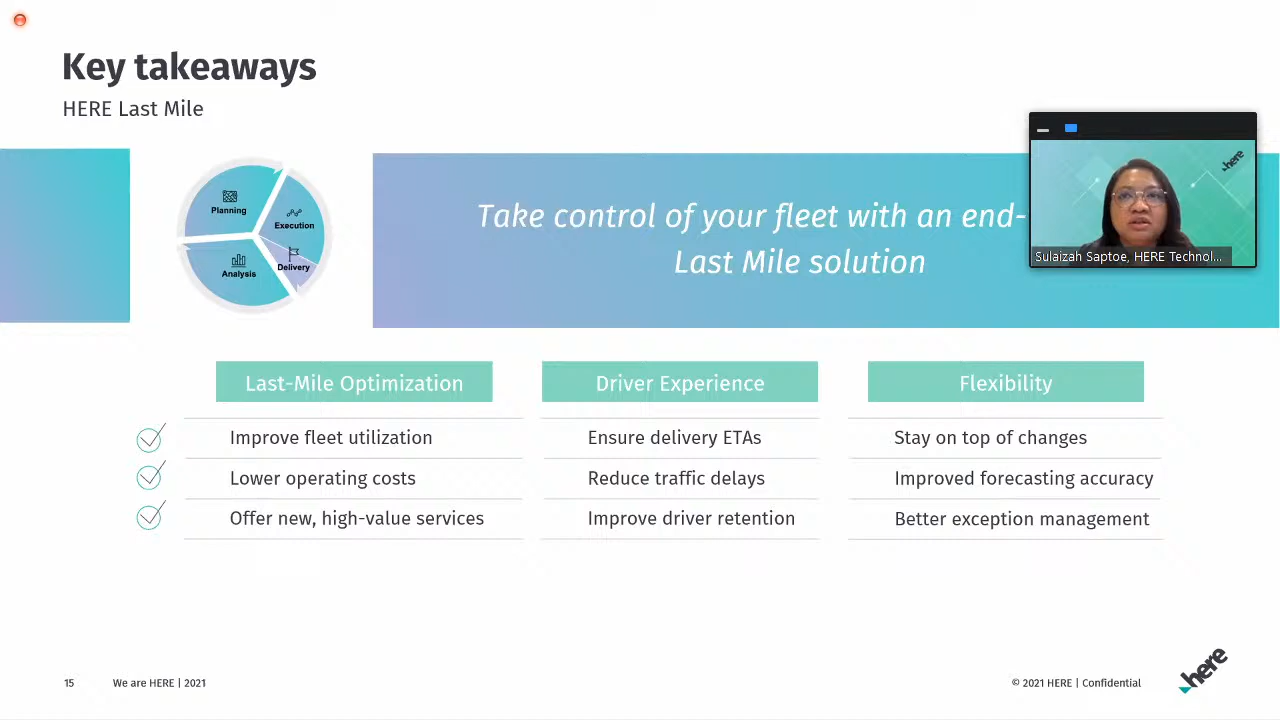 Key takeaways
HERE Last Mile
Planning
Execution
Analysis
Delivery
Take control of your fleet with an end-
Last Mile solution
here
Sulaizah Saptoe, HERE Technol...
Last-Mile Optimization
Driver Experience
Flexibility
Improve fleet utilization
Ensure delivery ETAs
Stay on top of changes
Lower operating costs
Reduce traffic delays
Improved forecasting accuracy
Offer new, high-value services
Improve driver retention
Better exception management
15
We are HERE | 2021
© 2021 HERE | Confidential
here